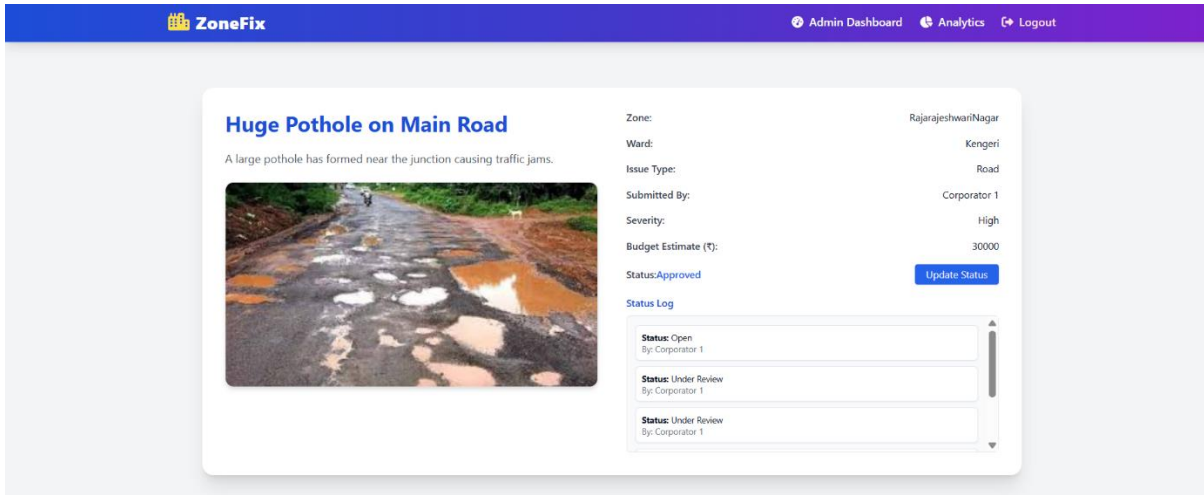 ZoneFix
Admin Dashboard Analytics Logout
Huge Pothole on Main Road
A large pothole has formed near the junction causing traffic jams.
Zone: RajarajeshwariNagar
Ward: Kengeri
Issue Type: Road
Submitted By: Corporator 1
Severity: High
Budget Estimate (₹): 30000
Status:Approved Update Status
Status Log
Status: Open
By: Corporator 1
Status: Under Review
By: Corporator 1
Status: Under Review
By: Corporator 1